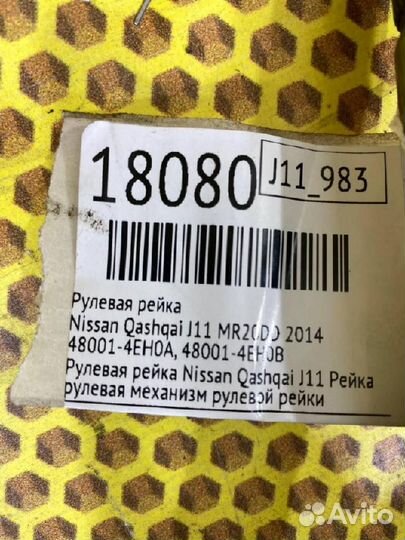 18080
J11_983
Рулевая рейка
Nissan Qashqai J11 MR20DD 2014
48001-4EH0A, 48001-4EH0B
Рулевая рейка Nissan Qashqai J11 Рейка
рулевая механизм рулевой рейки
Avito